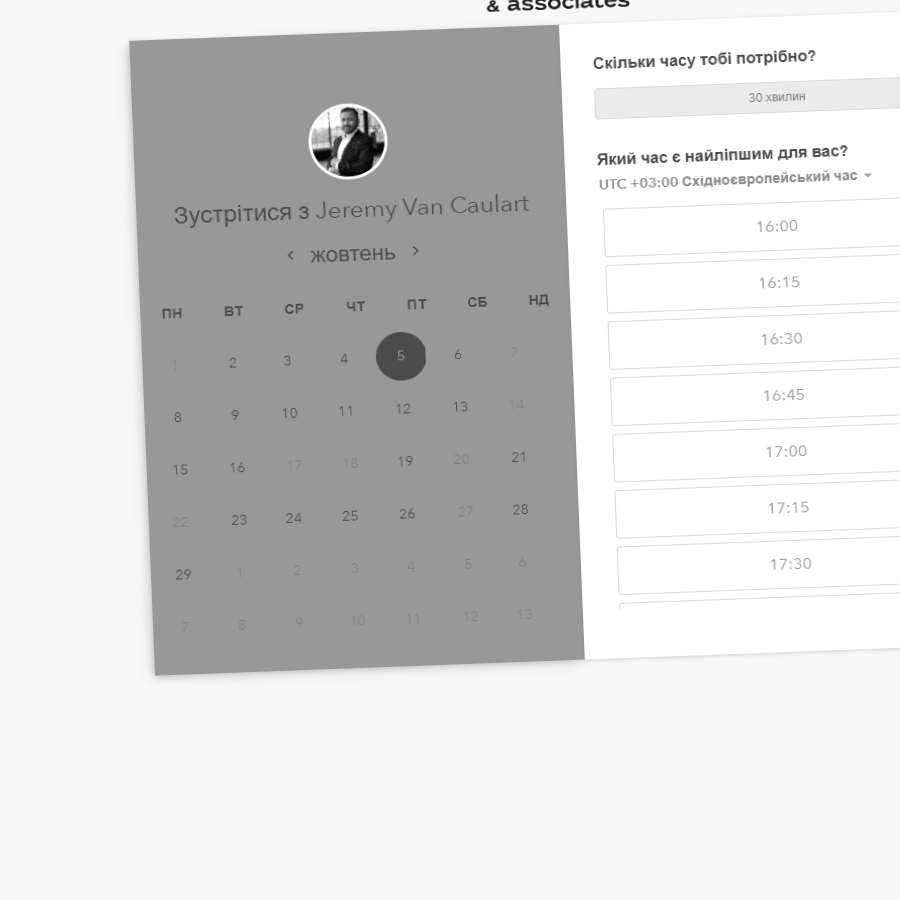 & associates
Зустрітися з Jeremy Van Caulart
жовтень
ПН ВТ СР ЧТ ПТ СБ НД
1 2 3 4 5 6 7
8 9 10 11 12 13 14
15 16 17 18 19 20 21
22 23 24 25 26 27 28
29 1 2 3 4 5 6
7 8 9 10 11 12 13
Скільки часу тобі потрібно?
30 хвилин
Який час є найліпшим для вас?
UTC +03:00 Східноєвропейський час
16:00
16:15
16:30
16:45
17:00
17:15
17:30